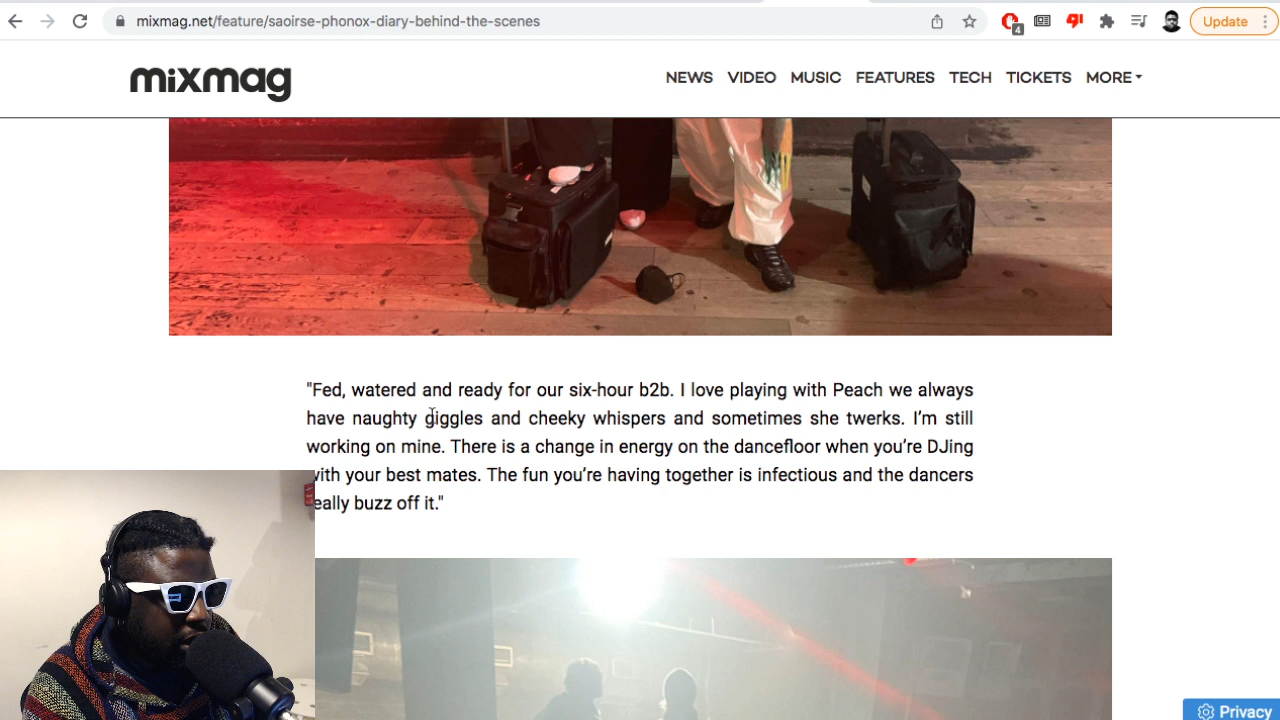 mixmag.net/feature/saoirse-phonox-diary-behind-the-scenes
4
Update
mixmag
NEWS VIDEO MUSIC FEATURES TECH TICKETS MORE
"Fed, watered and ready for our six-hour b2b. I love playing with Peach we always
have naughty giggles and cheeky whispers and sometimes she twerks. I’m still
working on mine. There is a change in energy on the dancefloor when you’re DJing
with your best mates. The fun you’re having together is infectious and the dancers
really buzz off it."
Privacy